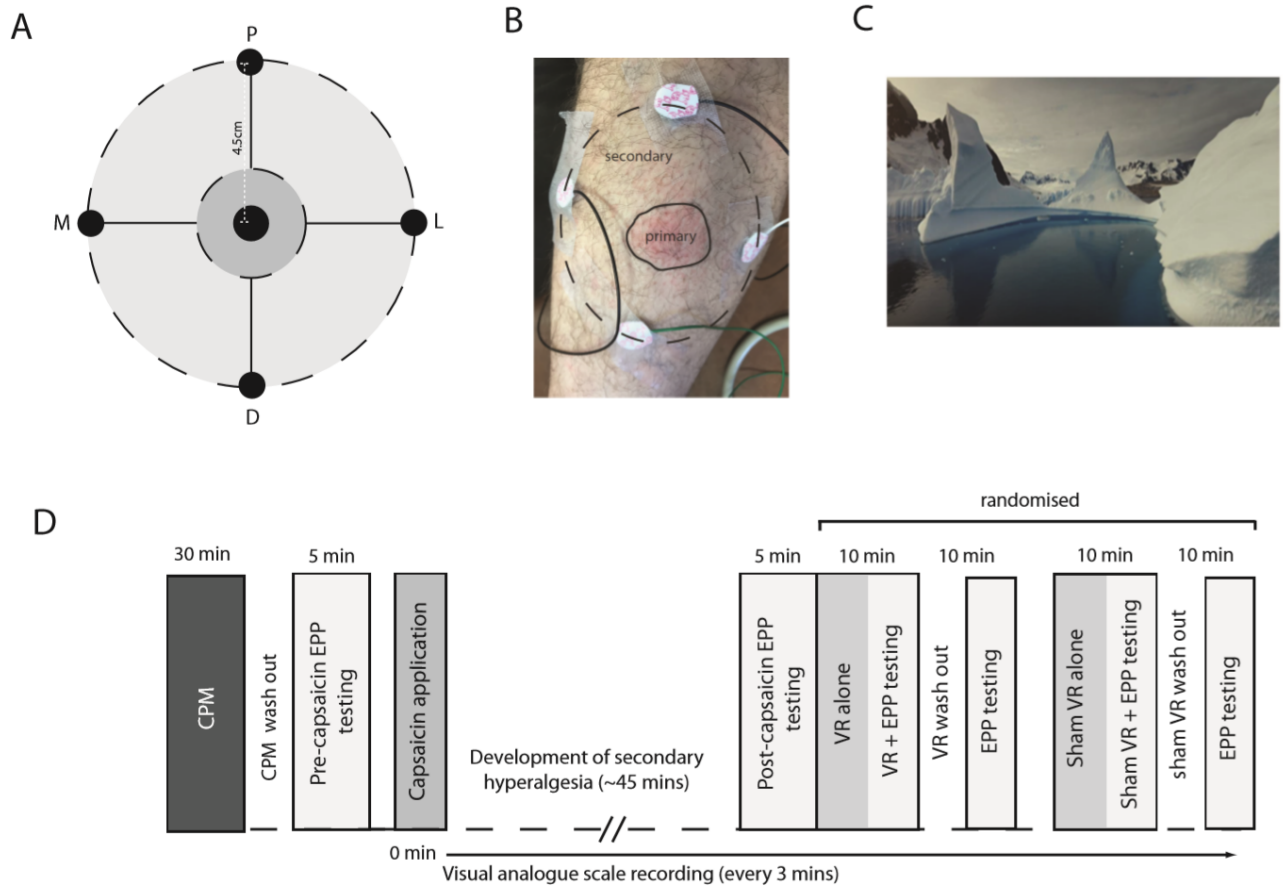 A
P
4.5cm
M
L
D
B
secondary
primary
C
D
randomised
30 min
5 min
5 min
10 min
10 min
10 min
10 min
CPM
CPM wash out
Pre-capsaicin EPP
testing
Capsaicin application
Development of secondary
hyperalgesia (~45 mins)
Post-capsaicin EPP
testing
VR alone
VR + EPP testing
VR wash out
EPP testing
Sham VR alone
Sham VR + EPP testing
sham VR wash out
EPP testing
0 min
Visual analogue scale recording (every 3 mins)